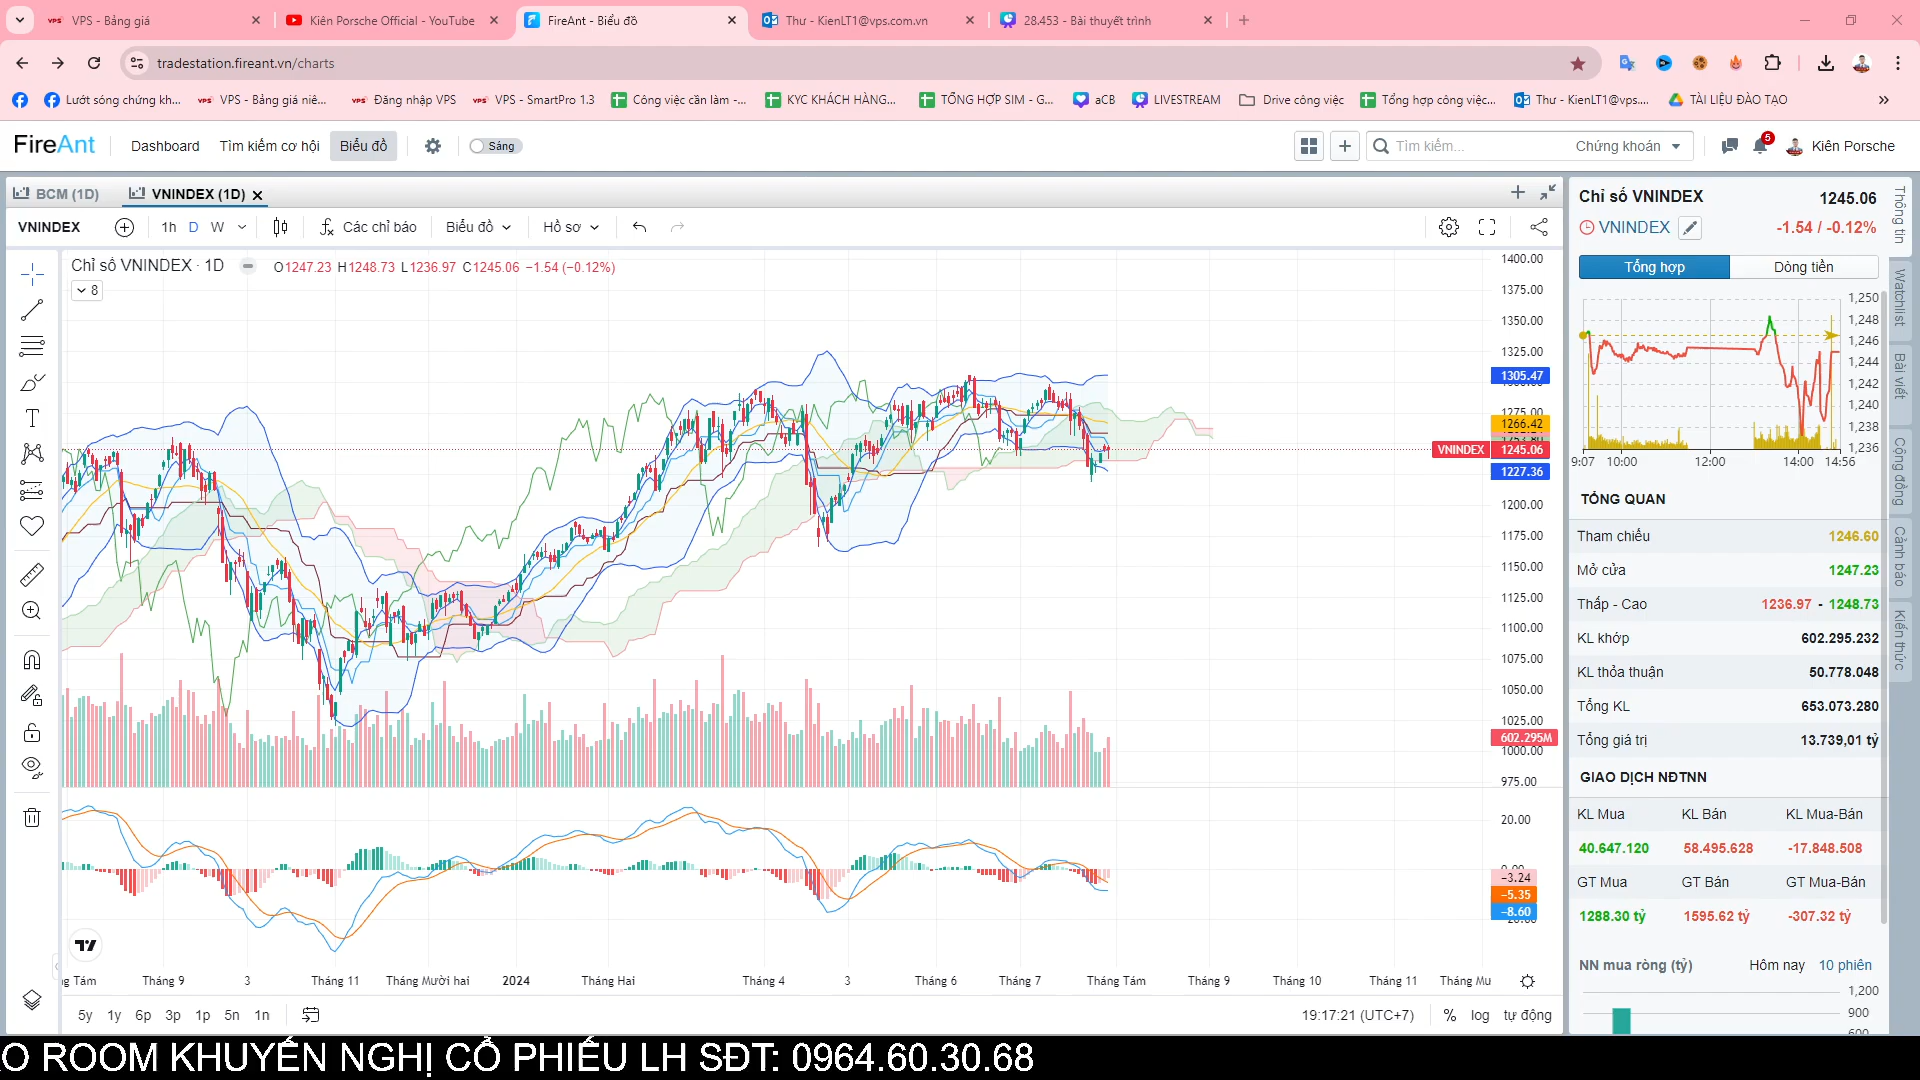 VPS - Bảng giá
Kiên Porsche Official - YouTube
FireAnt - Biểu đồ
Thư - KienLT1@vps.com.vn
28.453 - Bài thuyết trình
tradestation.fireant.vn/charts
Lướt sóng chứng kh...
VPS - Bảng giá niê...
Đăng nhập VPS
VPS - SmartPro 1.3
Công việc cần làm -...
KYC KHÁCH HÀNG...
TỔNG HỢP SIM - G...
aCB
LIVESTREAM
Drive công việc
Tổng hợp công việc...
Thư - KienLT1@vps....
TÀI LIỆU ĐÀO TẠO
FireAnt
Dashboard
Tìm kiếm cơ hội
Biểu đồ
Sáng
Tìm kiếm...
Chứng khoán
5
Kiên Porsche
BCM (1D)
VNINDEX (1D)
VNINDEX
1h
D
W
Các chỉ báo
Biểu đồ
Hồ sơ
Chỉ số VNINDEX · 1D
O1247.23 H1248.73 L1236.97 C1245.06 −1.54 (−0.12%)
8
1400.00
1375.00
1350.00
1325.00
1305.47
1275.00
1266.42
VNINDEX 1245.06
1227.36
1200.00
1175.00
1150.00
1125.00
1100.00
1075.00
1050.00
1025.00
602.295M
1000.00
975.00
20.00
0.00
−3.24
−5.35
−8.60
Tháng 9
3
Tháng 11
Tháng Mười hai
2024
Tháng Hai
Tháng 4
3
Tháng 6
Tháng 7
Tháng Tám
Tháng 9
Tháng 10
Tháng 11
Tháng Mu
5y
1y
6p
3p
1p
5n
1n
19:17:21 (UTC+7)
%
log
tự động
Chỉ số VNINDEX
1245.06
VNINDEX
-1.54 / -0.12%
Tổng hợp
Dòng tiền
1,250
1,248
1,246
1,244
1,242
1,240
1,238
1,236
9:07 10:00 12:00 14:00 14:56
TỔNG QUAN
Tham chiếu 1246.60
Mở cửa 1247.23
Thấp - Cao 1236.97 - 1248.73
KL khớp 602.295.232
KL thỏa thuận 50.778.048
Tổng KL 653.073.280
Tổng giá trị 13.739,01 tỷ
GIAO DỊCH NĐTNN
KL Mua KL Bán KL Mua-Bán
40.647.120 58.495.628 -17.848.508
GT Mua GT Bán GT Mua-Bán
1288.30 tỷ 1595.62 tỷ -307.32 tỷ
NN mua ròng (tỷ) Hôm nay 10 phiên
1,200
900
600
Thông tin
Watchlist
Bài viết
Cộng đồng
Cảnh báo
Kiến thức
O ROOM KHUYẾN NGHỊ CỔ PHIẾU LH SĐT: 0964.60.30.68